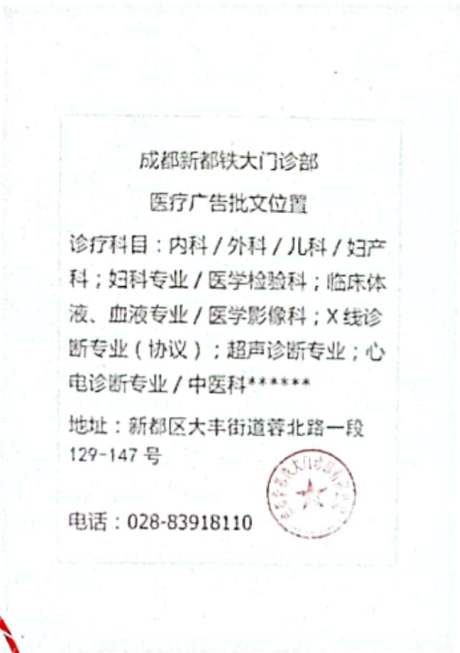 成都新都铁大门诊部
医疗广告批文位置
诊疗科目：内科/外科/儿科/妇产
科；妇科专业/医学检验科；临床体
液、血液专业/医学影像科；X线诊
断专业（协议）；超声诊断专业；心
电诊断专业/中医科******
地址：新都区大丰街道蓉北路一段
129-147号
电话：028-83918110